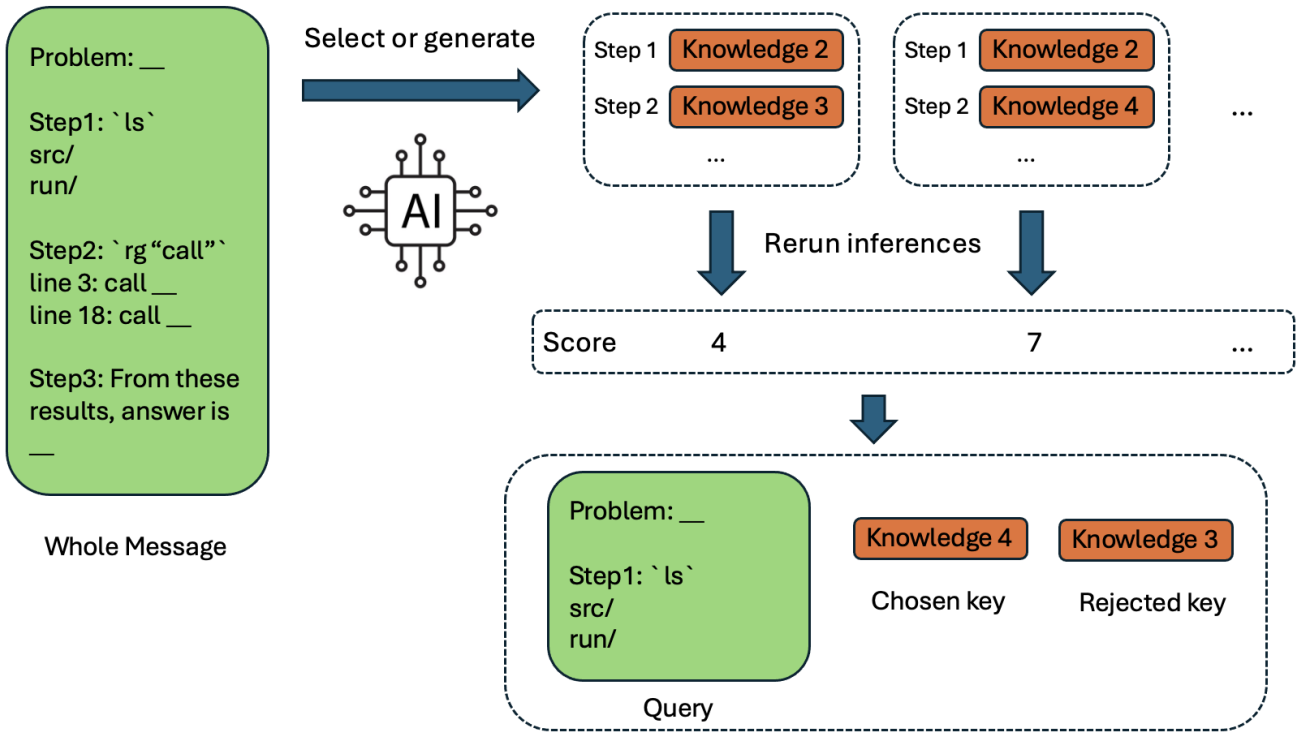 Problem: __
Step1: `ls`
src/
run/
Step2: `rg “call”`
line 3: call __
line 18: call __
Step3: From these
results, answer is
__
Whole Message
Select or generate
AI
Step 1 Knowledge 2
Step 2 Knowledge 3
...
Step 1 Knowledge 2
Step 2 Knowledge 4
...
...
Rerun inferences
Score 4 7 ...
Problem: __
Step1: `ls`
src/
run/
Query
Knowledge 4
Chosen key
Knowledge 3
Rejected key